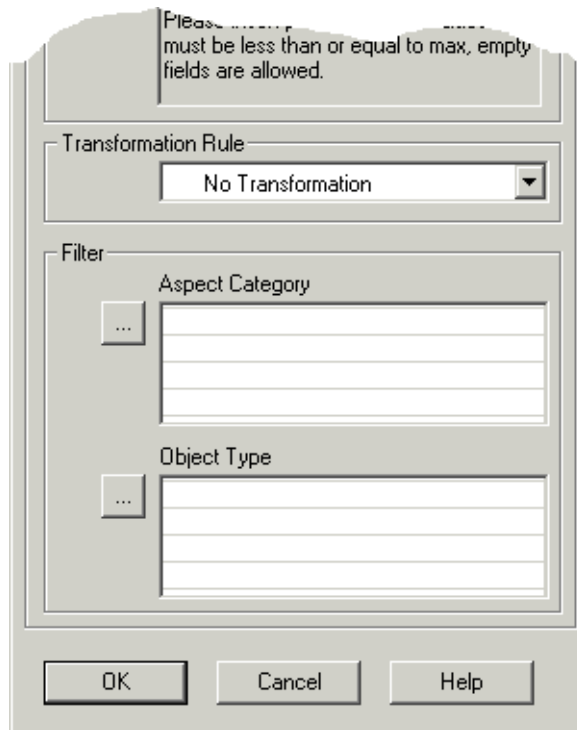 Please
must be less than or equal to max, empty
fields are allowed.
Transformation Rule
No Transformation
Filter
Aspect Category
...
Object Type
...
OK
Cancel
Help